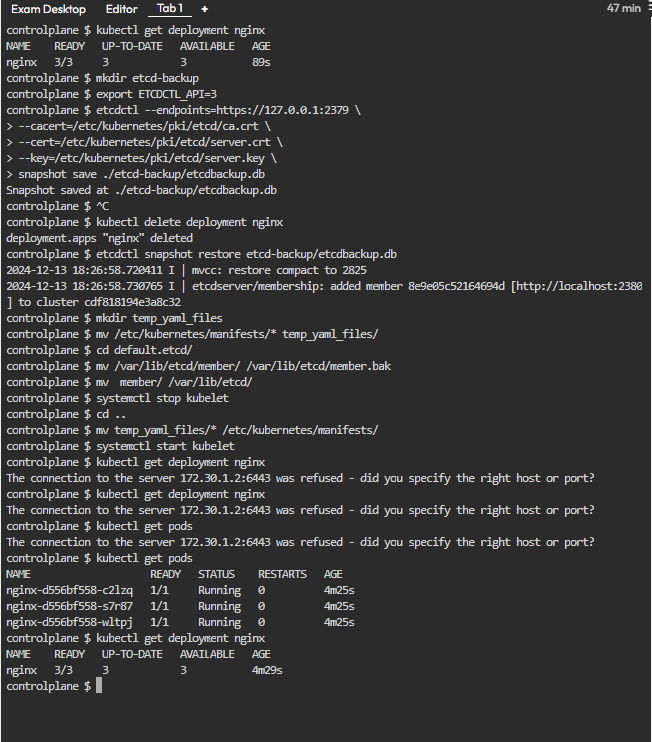 Exam Desktop Editor Tab 1 + 47 min
controlplane $ kubectl get deployment nginx
NAME READY UP-TO-DATE AVAILABLE AGE
nginx 3/3 3 3 89s
controlplane $ mkdir etcd-backup
controlplane $ export ETCDCTL_API=3
controlplane $ etcdctl --endpoints=https://127.0.0.1:2379 \
> --cacert=/etc/kubernetes/pki/etcd/ca.crt \
> --cert=/etc/kubernetes/pki/etcd/server.crt \
> --key=/etc/kubernetes/pki/etcd/server.key \
> snapshot save ./etcd-backup/etcdbackup.db
Snapshot saved at ./etcd-backup/etcdbackup.db
controlplane $ ^C
controlplane $ kubectl delete deployment nginx
deployment.apps "nginx" deleted
controlplane $ etcdctl snapshot restore etcd-backup/etcdbackup.db
2024-12-13 18:26:58.720411 I | mvcc: restore compact to 2825
2024-12-13 18:26:58.730765 I | etcdserver/membership: added member 8e9e05c52164694d [http://localhost:2380
] to cluster cdf818194e3a8c32
controlplane $ mkdir temp_yaml_files
controlplane $ mv /etc/kubernetes/manifests/* temp_yaml_files/
controlplane $ cd default.etcd/
controlplane $ mv /var/lib/etcd/member/ /var/lib/etcd/member.bak
controlplane $ mv  member/ /var/lib/etcd/
controlplane $ systemctl stop kubelet
controlplane $ cd ..
controlplane $ mv temp_yaml_files/* /etc/kubernetes/manifests/
controlplane $ systemctl start kubelet
controlplane $ kubectl get deployment nginx
The connection to the server 172.30.1.2:6443 was refused - did you specify the right host or port?
controlplane $ kubectl get deployment nginx
The connection to the server 172.30.1.2:6443 was refused - did you specify the right host or port?
controlplane $ kubectl get pods
The connection to the server 172.30.1.2:6443 was refused - did you specify the right host or port?
controlplane $ kubectl get pods
NAME READY STATUS RESTARTS AGE
nginx-d556bf558-c2lzq 1/1 Running 0 4m25s
nginx-d556bf558-s7r87 1/1 Running 0 4m25s
nginx-d556bf558-wltpj 1/1 Running 0 4m25s
controlplane $ kubectl get deployment nginx
NAME READY UP-TO-DATE AVAILABLE AGE
nginx 3/3 3 3 4m29s
controlplane $